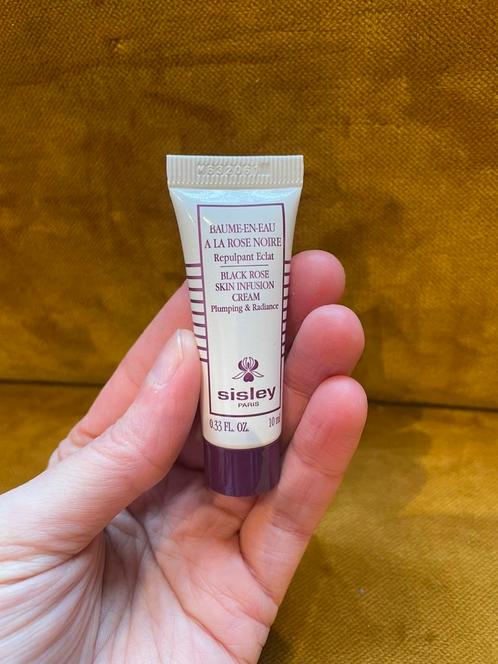 M632061
BAUME-EN-EAU
A LA ROSE NOIRE
Repulpant Eclat
BLACK ROSE
SKIN INFUSION
CREAM
Plumping & Radiance
sisley
PARIS
0.33 FL. OZ. 10 ml